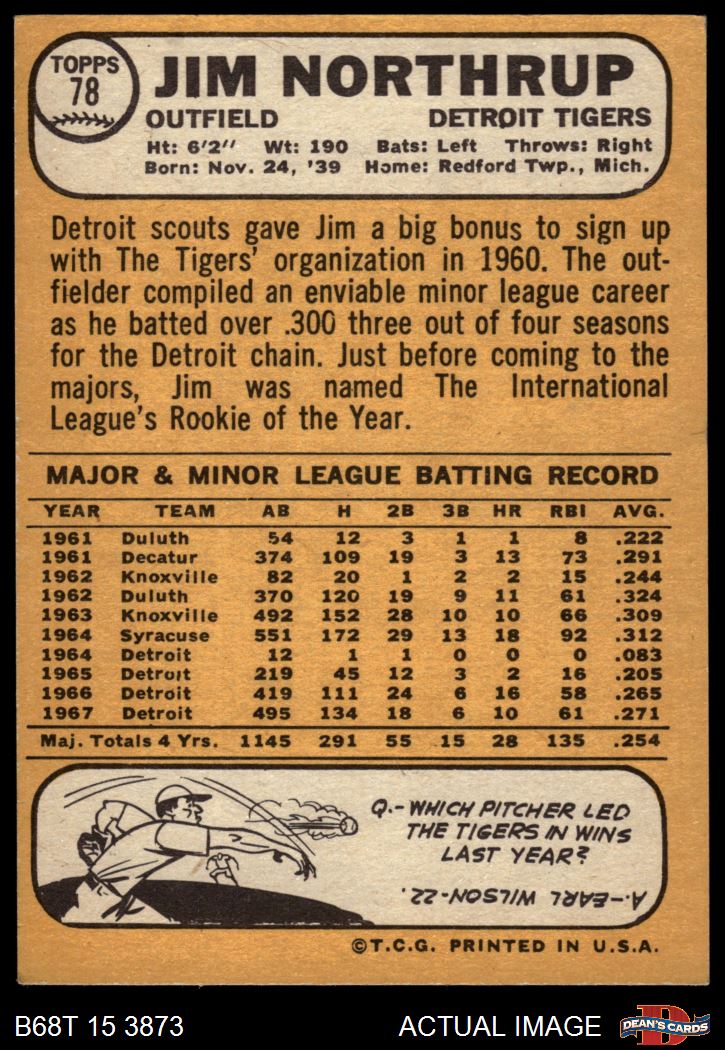 TOPPS
78
JIM NORTHRUP
OUTFIELD DETROIT TIGERS
Ht: 6'2" Wt: 190 Bats: Left Throws: Right
Born: Nov. 24, '39 Home: Redford Twp., Mich.
Detroit scouts gave Jim a big bonus to sign up
with The Tigers' organization in 1960. The out-
fielder compiled an enviable minor league career
as he batted over .300 three out of four seasons
for the Detroit chain. Just before coming to the
majors, Jim was named The International
League's Rookie of the Year.
MAJOR & MINOR LEAGUE BATTING RECORD
YEAR TEAM AB H 2B 3B HR RBI AVG.
1961 Duluth 54 12 3 1 1 8 .222
1961 Decatur 374 109 19 3 13 73 .291
1962 Knoxville 82 20 1 2 2 15 .244
1962 Duluth 370 120 19 9 11 61 .324
1963 Knoxville 492 152 28 10 10 66 .309
1964 Syracuse 551 172 29 13 18 92 .312
1964 Detroit 12 1 1 0 0 0 .083
1965 Detroit 219 45 12 3 2 16 .205
1966 Detroit 419 111 24 6 16 58 .265
1967 Detroit 495 134 18 6 10 61 .271
Maj. Totals 4 Yrs. 1145 291 55 15 28 135 .254
Q.-WHICH PITCHER LED
THE TIGERS IN WINS
LAST YEAR?
A-.EARL WILSON-22.
©T.C.G. PRINTED IN U.S.A.
B68T 15 3873 ACTUAL IMAGE D DEAN'S CARDS